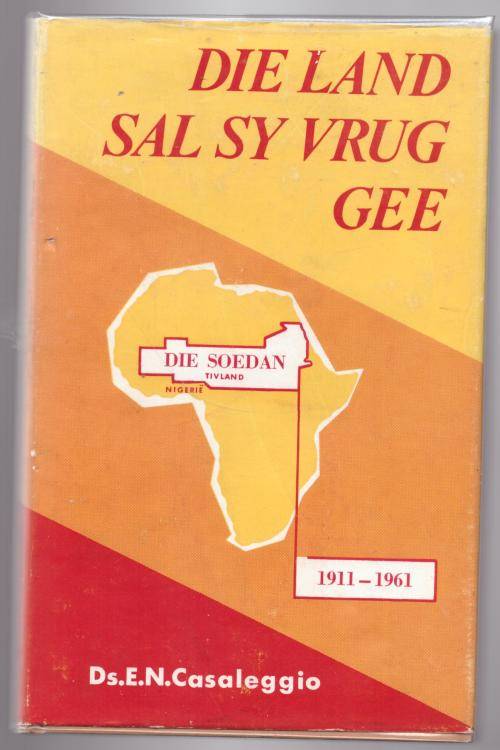 DIE LAND
SAL SY VRUG
GEE
DIE SOEDAN
TIVLAND
NIGERIË
1911–1961
Ds.E.N.Casaleggio